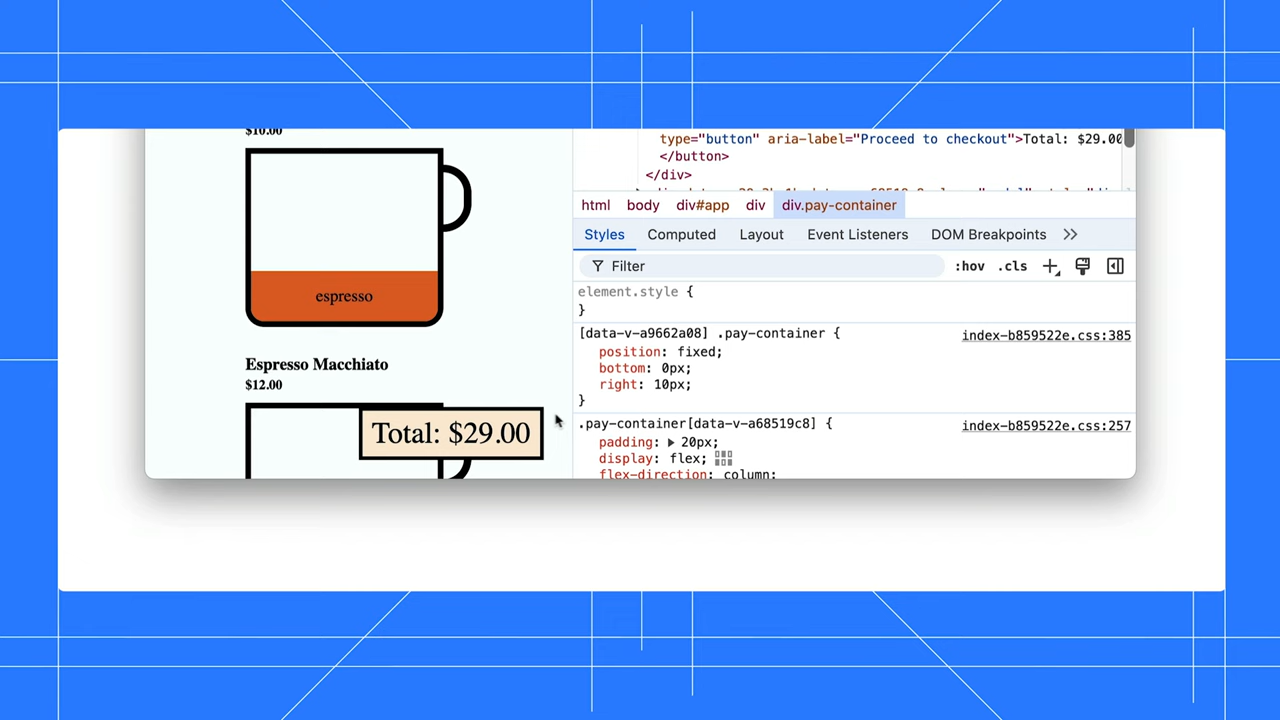 $10.00
espresso
Espresso Macchiato
$12.00
Total: $29.00
type="button" aria-label="Proceed to checkout">Total: $29.00
</button>
</div>
html body div#app div div.pay-container
Styles Computed Layout Event Listeners DOM Breakpoints
Filter :hov .cls
element.style {
}
[data-v-a9662a08] .pay-container { index-b859522e.css:385
position: fixed;
bottom: 0px;
right: 10px;
}
.pay-container[data-v-a68519c8] { index-b859522e.css:257
padding: 20px;
display: flex;
flex-direction: column;